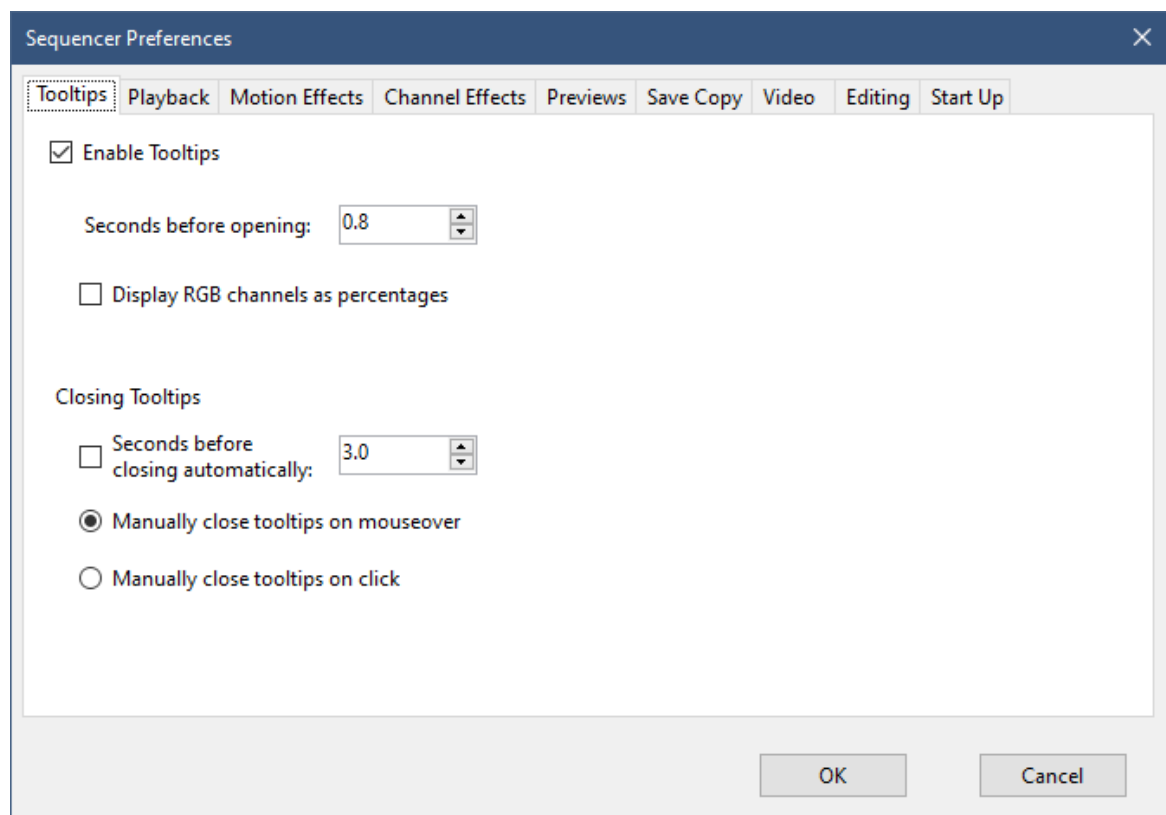 Sequencer Preferences
Tooltips Playback Motion Effects Channel Effects Previews Save Copy Video Editing Start Up
Enable Tooltips
Seconds before opening: 0.8
Display RGB channels as percentages
Closing Tooltips
Seconds before
closing automatically: 3.0
Manually close tooltips on mouseover
Manually close tooltips on click
OK Cancel